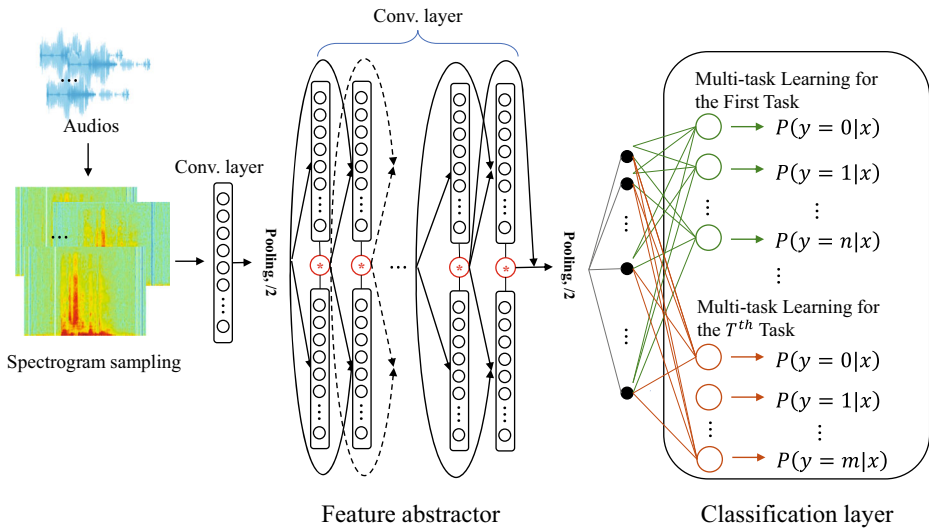 Audios
Spectrogram sampling
Conv. layer
Pooling, /2
Conv. layer
* * ... * *
Feature abstractor
Pooling, /2
Multi-task Learning for
the First Task
P(y = 0|x)
P(y = 1|x)
P(y = n|x)
Multi-task Learning for
the T^{th} Task
P(y = 0|x)
P(y = 1|x)
P(y = m|x)
Classification layer